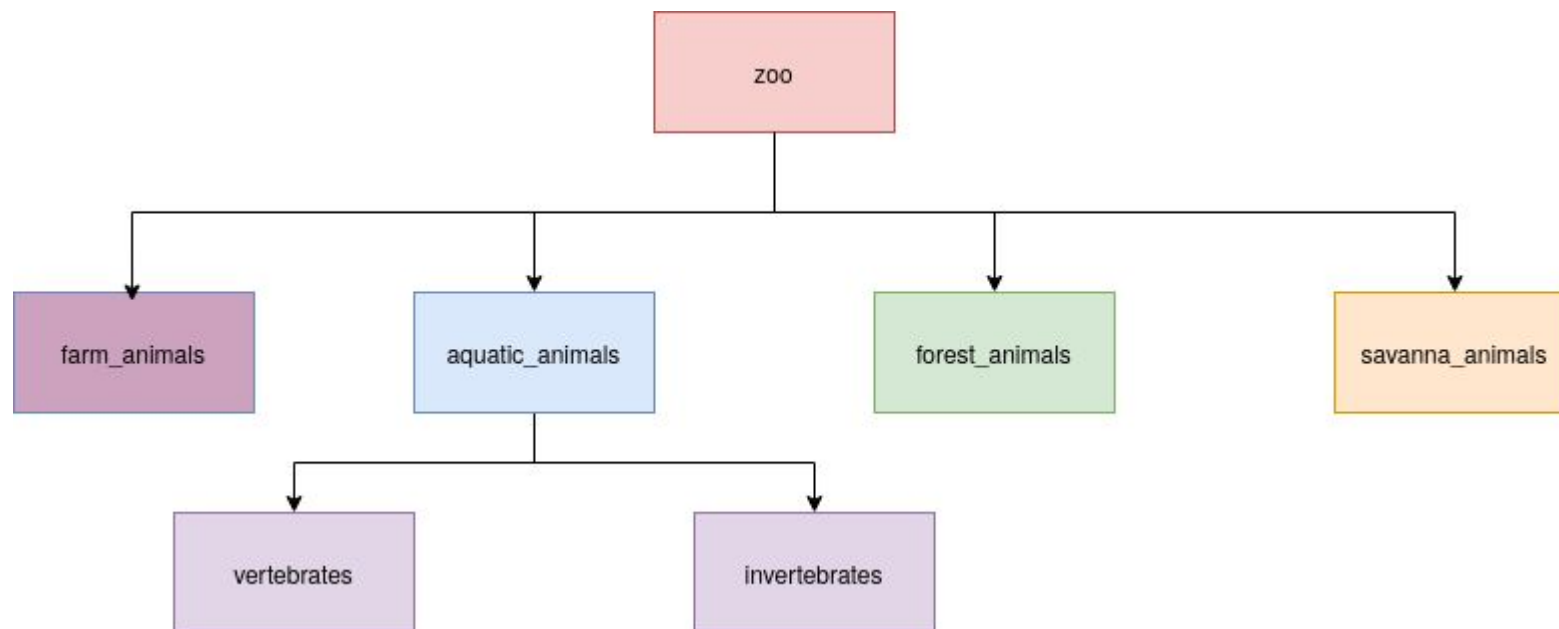 zoo
farm_animals
aquatic_animals
forest_animals
savanna_animals
vertebrates
invertebrates